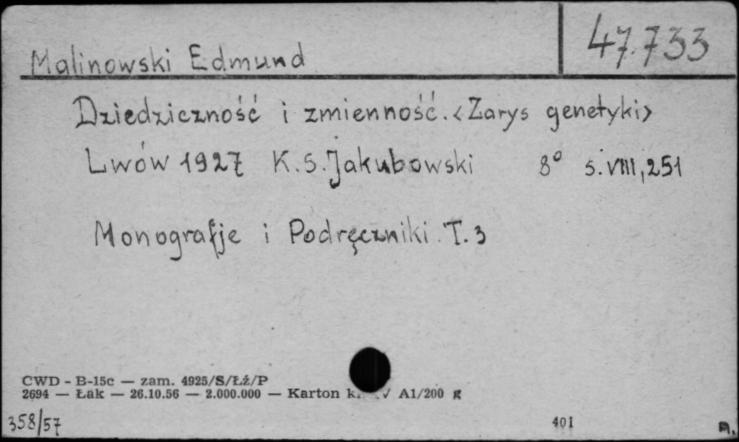 47.733
Malinowski Edmund
Dziedziczność i zmienność. <Zarys genetyki>
Lwów 1927 K.S.Jakubowski 8° s.VIII,251
Monografje i Podręczniki. T.3
CWD - B-15c — zam. 4925/S/Łź/P
2694 — Łak — 26.10.56 — 2.000.000 — Karton A1/200 g
358/57 401